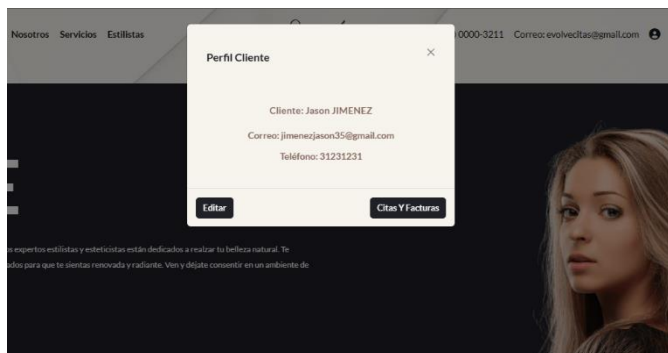 Nosotros Servicios Estilistas
0000-3211 Correo: evolvecitas@gmail.com
Perfil Cliente
×
Cliente: Jason JIMENEZ
Correo: jimenezjason35@gmail.com
Teléfono: 31231231
Editar
Citas Y Facturas
E
s expertos estilistas y esteticistas están dedicados a realzar tu belleza natural. Te
ados para que te sientas renovada y radiante. Ven y déjate consentir en un ambiente de